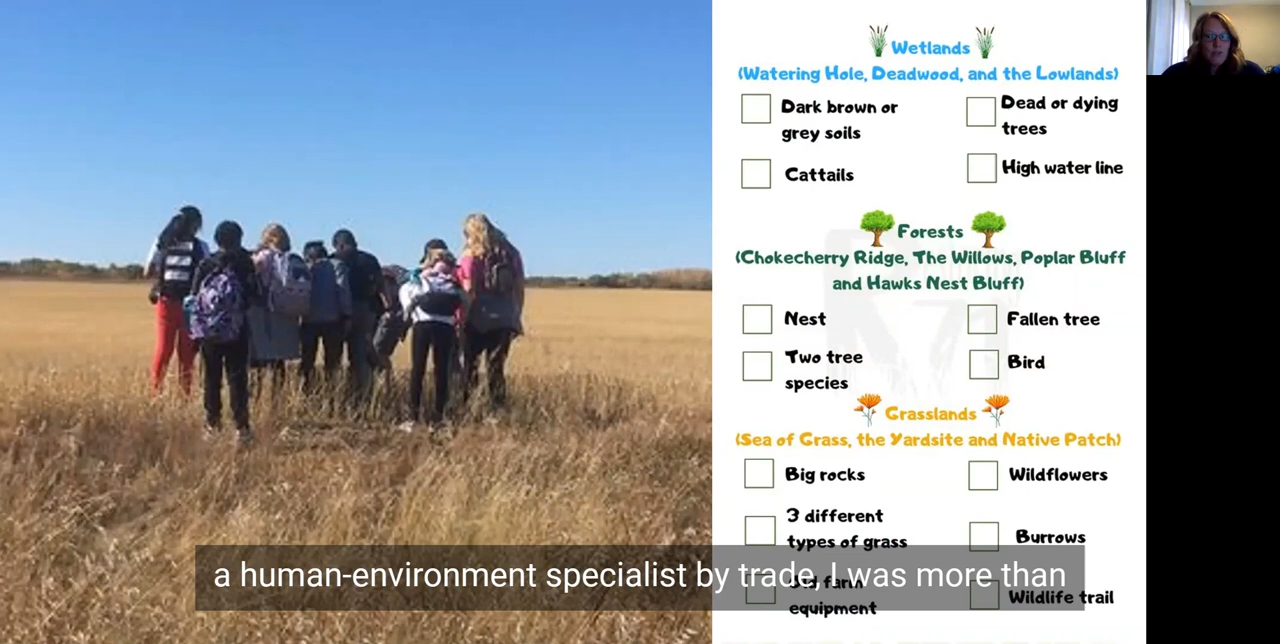 Wetlands
(Watering Hole, Deadwood, and the Lowlands)
Dark brown or
grey soils
Dead or dying
trees
Cattails
High water line
Forests
(Chokecherry Ridge, The Willows, Poplar Bluff
and Hawks Nest Bluff)
Nest
Fallen tree
Two tree
species
Bird
Grasslands
(Sea of Grass, the Yardsite and Native Patch)
Big rocks
Wildflowers
3 different
types of grass
Burrows
farm
equipment
Wildlife trail
a human-environment specialist by trade, I was more than